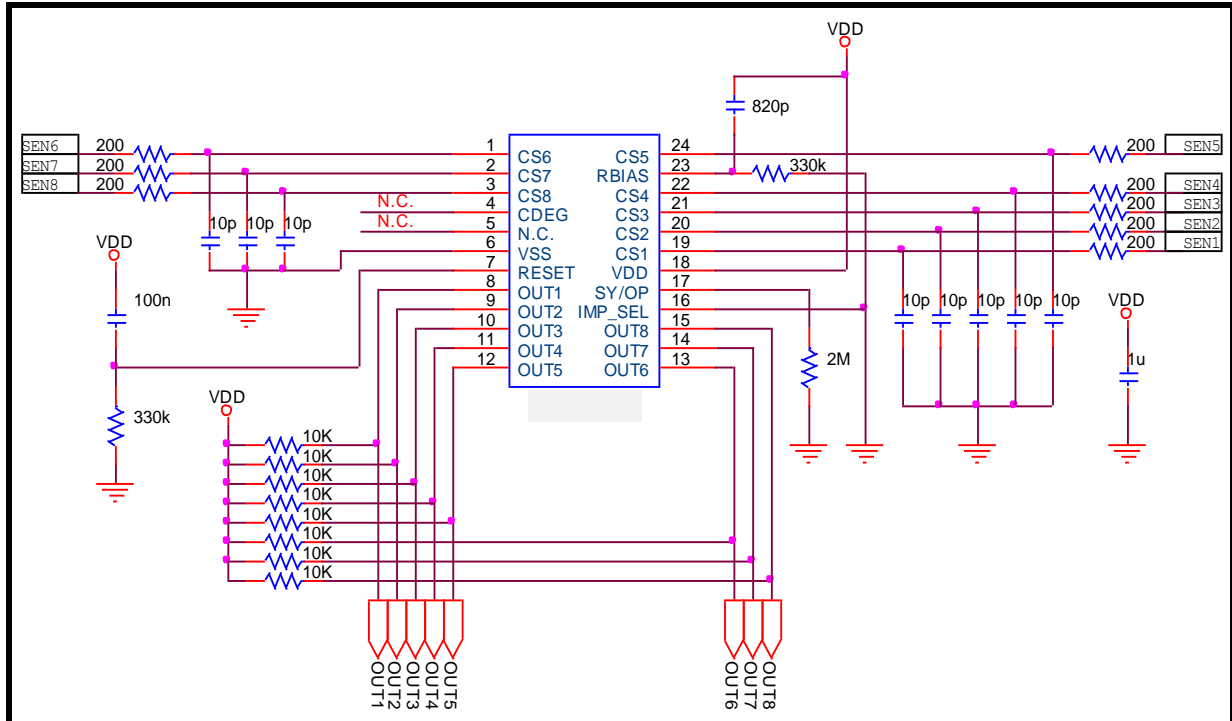 VDD
820p
SEN6 200 1 CS6 CS5 24 200 SEN5
SEN7 200 2 CS7 RBIAS 23 330k
SEN8 200 3 CS8 CS4 22 200 SEN4
N.C. 4 CDEG CS3 21 200 SEN3
N.C. 5 N.C. CS2 20 200 SEN2
6 VSS CS1 19 200 SEN1
7 RESET VDD 18
8 OUT1 SY/OP 17
9 OUT2 IMP_SEL 16
10 OUT3 OUT8 15
11 OUT4 OUT7 14
12 OUT5 OUT6 13
10p 10p 10p
VDD
100n
330k
10p 10p 10p 10p 10p
VDD
1u
2M
VDD
10K
10K
10K
10K
10K
10K
10K
10K
OUT1
OUT2
OUT3
OUT4
OUT5
OUT6
OUT7
OUT8